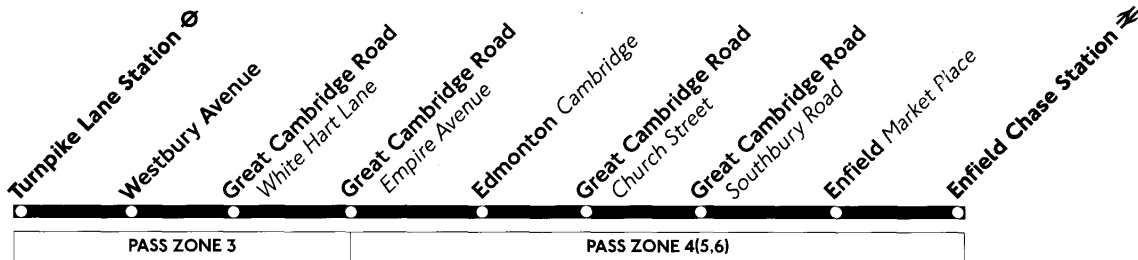 Turnpike Lane Station
Westbury Avenue
Great Cambridge Road
White Hart Lane
Great Cambridge Road
Empire Avenue
Edmonton Cambridge
Great Cambridge Road
Church Street
Great Cambridge Road
Southbury Road
Enfield Market Place
Enfield Chase Station
PASS ZONE 3
PASS ZONE 4(5,6)